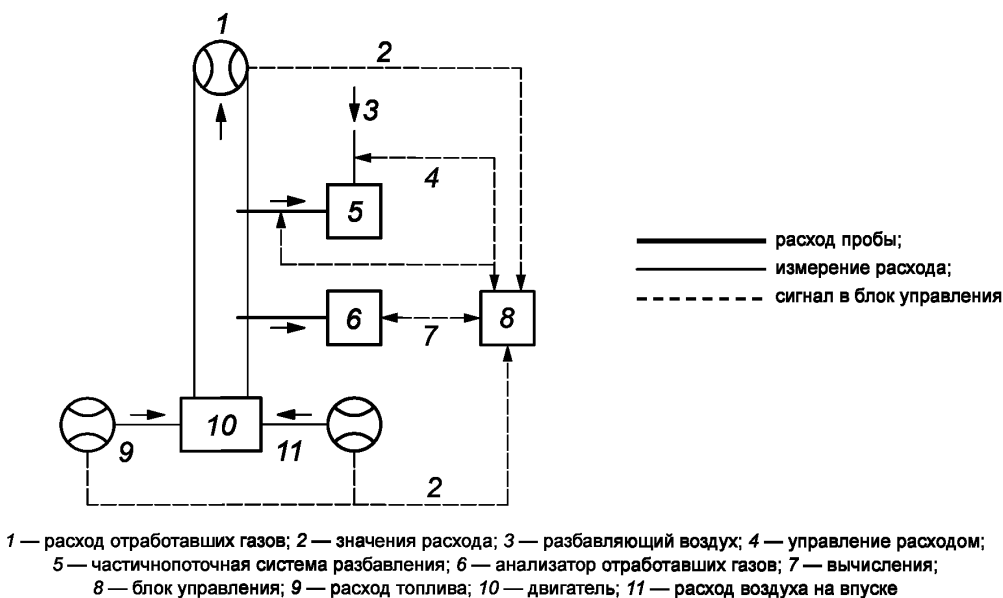 1
2
3
4
5
расход пробы;
измерение расхода;
сигнал в блок управления
6
7
8
9
10
11
2
1 — расход отработавших газов; 2 — значения расхода; 3 — разбавляющий воздух; 4 — управление расходом;
5 — частичнопоточная система разбавления; 6 — анализатор отработавших газов; 7 — вычисления;
8 — блок управления; 9 — расход топлива; 10 — двигатель; 11 — расход воздуха на впуске